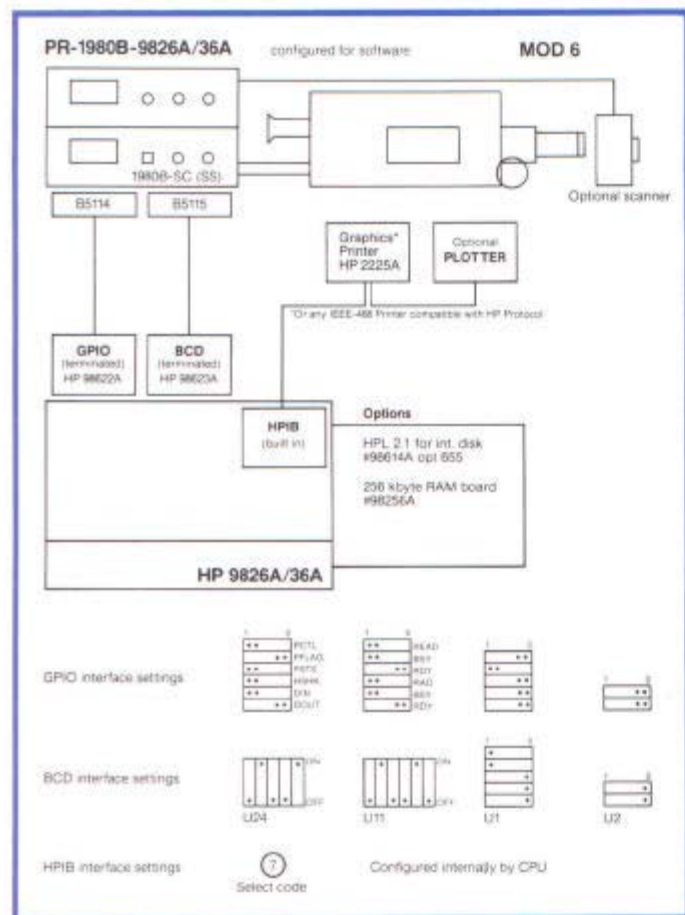 PR-1980B-9826A/36A configured for software MOD 6
1980B-SC (SS)
Optional scanner
B5114 B5115
Graphics*
Printer
HP 2225A
Optional
PLOTTER
*Or any IEEE-488 Printer compatible with HP Protocol
GPIO
(terminated)
HP 98622A
BCD
(terminated)
HP 98623A
HPIB
(built in)
Options
HPL 2.1 for int. disk
#98614A opt 655
256 kbyte RAM board
#98256A
HP 9826A/36A
GPIO interface settings
PCTL
PFLAG
PSTS
HSHK
DIN
DOUT
READ
BSY
RDY
RAD
BSY
RDY
BCD interface settings
ON
OFF
U24
ON
OFF
U11
U1
U2
HPIB interface settings
7
Select code
Configured internally by CPU